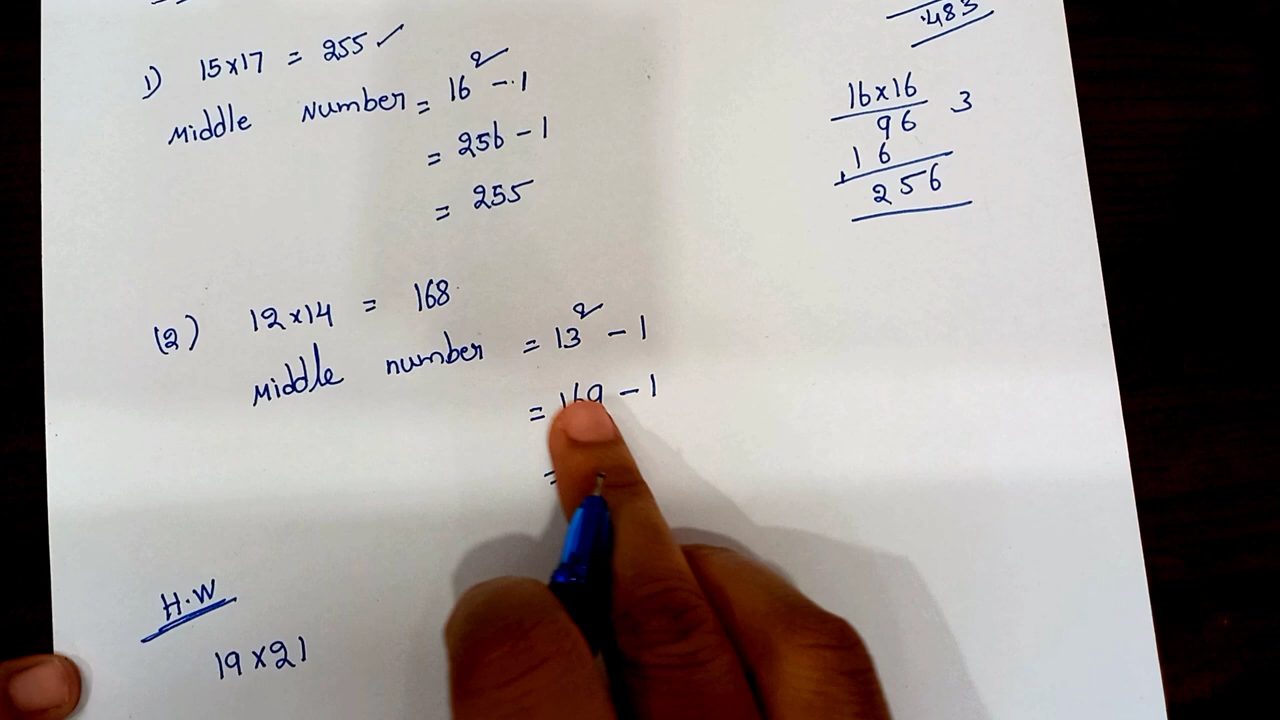 1) 15x17 = 255 ✓
Middle Number = 16² - 1
= 256 - 1
= 255
483
16x16
96 3
16
256
(2) 12x14 = 168
Middle number = 13² - 1
= 169 - 1
=
H.W
19x21